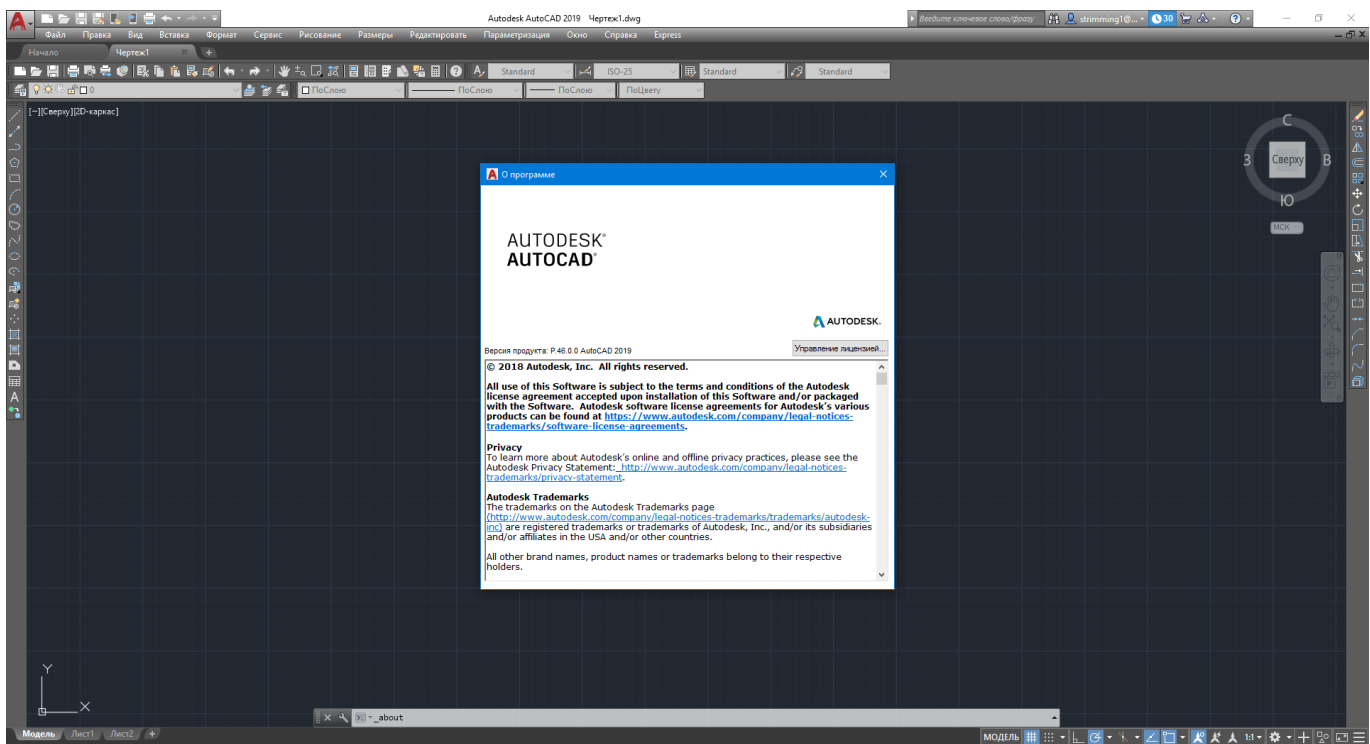 Autodesk AutoCAD 2019 Чертеж1.dwg
Введите ключевое слово/фразу
strimming1@...
30
Файл Правка Вид Вставка Формат Сервис Рисование Размеры Редактировать Параметризация Окно Справка Express
Начало Чертеж1
Standard ISO-25 Standard Standard
0 ПоСлою ПоСлою ПоСлою ПоЦвету
[−][Сверху][2D-каркас]
С
З Сверху В
Ю
МСК
О программе
AUTODESK®
AUTOCAD®
AUTODESK.
Версия продукта: P.46.0.0 AutoCAD 2019
Управление лицензией...
© 2018 Autodesk, Inc. All rights reserved.
All use of this Software is subject to the terms and conditions of the Autodesk
license agreement accepted upon installation of this Software and/or packaged
with the Software. Autodesk software license agreements for Autodesk's various
products can be found at https://www.autodesk.com/company/legal-notices-
trademarks/software-license-agreements.
Privacy
To learn more about Autodesk's online and offline privacy practices, please see the
Autodesk Privacy Statement: http://www.autodesk.com/company/legal-notices-
trademarks/privacy-statement.
Autodesk Trademarks
The trademarks on the Autodesk Trademarks page
(http://www.autodesk.com/company/legal-notices-trademarks/trademarks/autodesk-
inc) are registered trademarks or trademarks of Autodesk, Inc., and/or its subsidiaries
and/or affiliates in the USA and/or other countries.
All other brand names, product names or trademarks belong to their respective
holders.
Y
X
_about
Модель Лист1 Лист2 +
МОДЕЛЬ 1:1